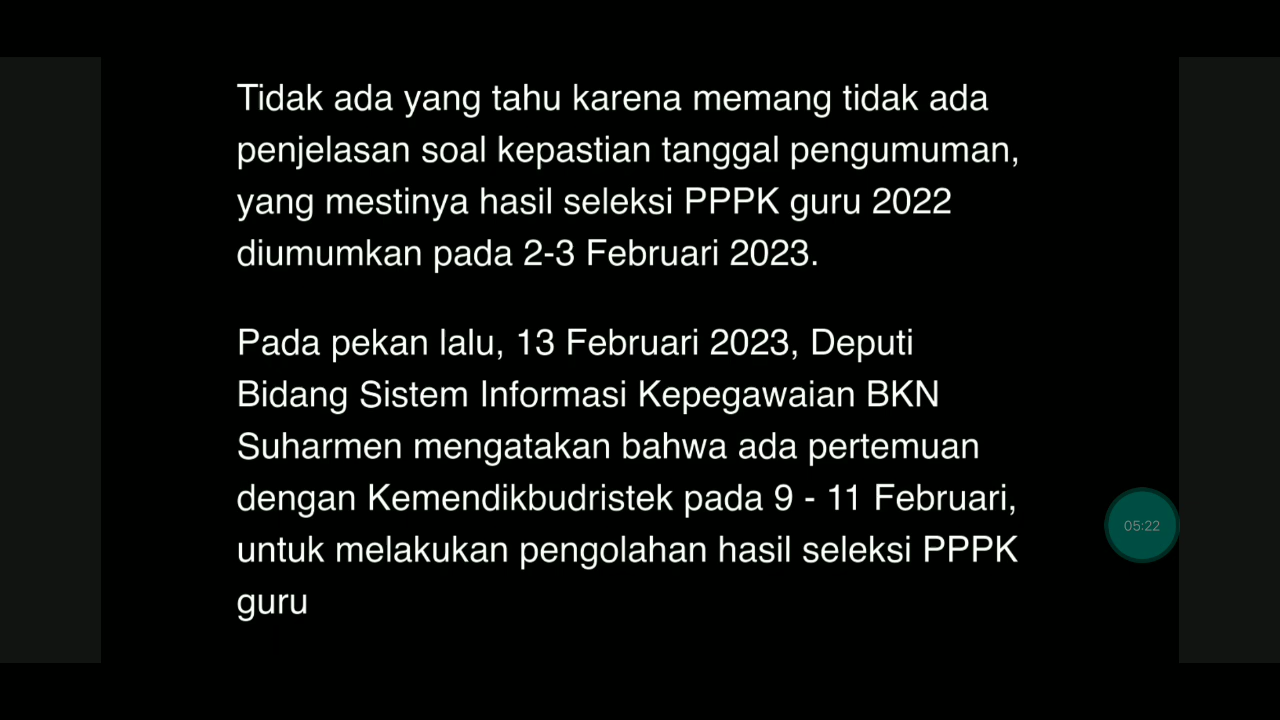 Tidak ada yang tahu karena memang tidak ada
penjelasan soal kepastian tanggal pengumuman,
yang mestinya hasil seleksi PPPK guru 2022
diumumkan pada 2-3 Februari 2023.
Pada pekan lalu, 13 Februari 2023, Deputi
Bidang Sistem Informasi Kepegawaian BKN
Suharmen mengatakan bahwa ada pertemuan
dengan Kemendikbudristek pada 9 - 11 Februari,
untuk melakukan pengolahan hasil seleksi PPPK
guru
05:22